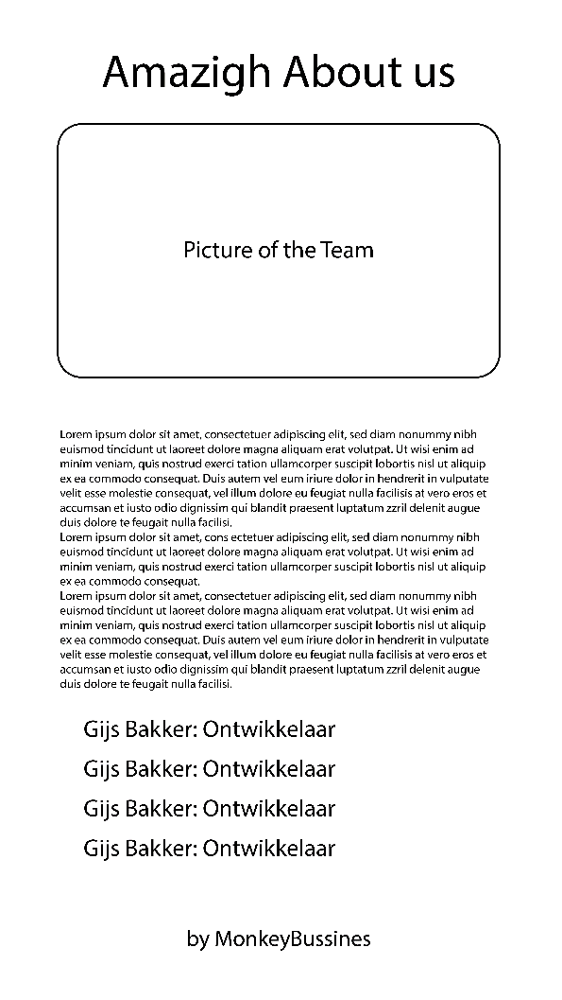 Amazigh About us
Picture of the Team
Lorem ipsum dolor sit amet, consectetuer adipiscing elit, sed diam nonummy nibh
euismod tincidunt ut laoreet dolore magna aliquam erat volutpat. Ut wisi enim ad
minim veniam, quis nostrud exerci tation ullamcorper suscipit lobortis nisl ut aliquip
ex ea commodo consequat. Duis autem vel eum iriure dolor in hendrerit in vulputate
velit esse molestie consequat, vel illum dolore eu feugiat nulla facilisis at vero eros et
accumsan et iusto odio dignissim qui blandit praesent luptatum zzril delenit augue
duis dolore te feugait nulla facilisi.
Lorem ipsum dolor sit amet, cons ectetuer adipiscing elit, sed diam nonummy nibh
euismod tincidunt ut laoreet dolore magna aliquam erat volutpat. Ut wisi enim ad
minim veniam, quis nostrud exerci tation ullamcorper suscipit lobortis nisl ut aliquip
ex ea commodo consequat.
Lorem ipsum dolor sit amet, consectetuer adipiscing elit, sed diam nonummy nibh
euismod tincidunt ut laoreet dolore magna aliquam erat volutpat. Ut wisi enim ad
minim veniam, quis nostrud exerci tation ullamcorper suscipit lobortis nisl ut aliquip
ex ea commodo consequat. Duis autem vel eum iriure dolor in hendrerit in vulputate
velit esse molestie consequat, vel illum dolore eu feugiat nulla facilisis at vero eros et
accumsan et iusto odio dignissim qui blandit praesent luptatum zzril delenit augue
duis dolore te feugait nulla facilisi.
Gijs Bakker: Ontwikkelaar
Gijs Bakker: Ontwikkelaar
Gijs Bakker: Ontwikkelaar
Gijs Bakker: Ontwikkelaar
by MonkeyBussines